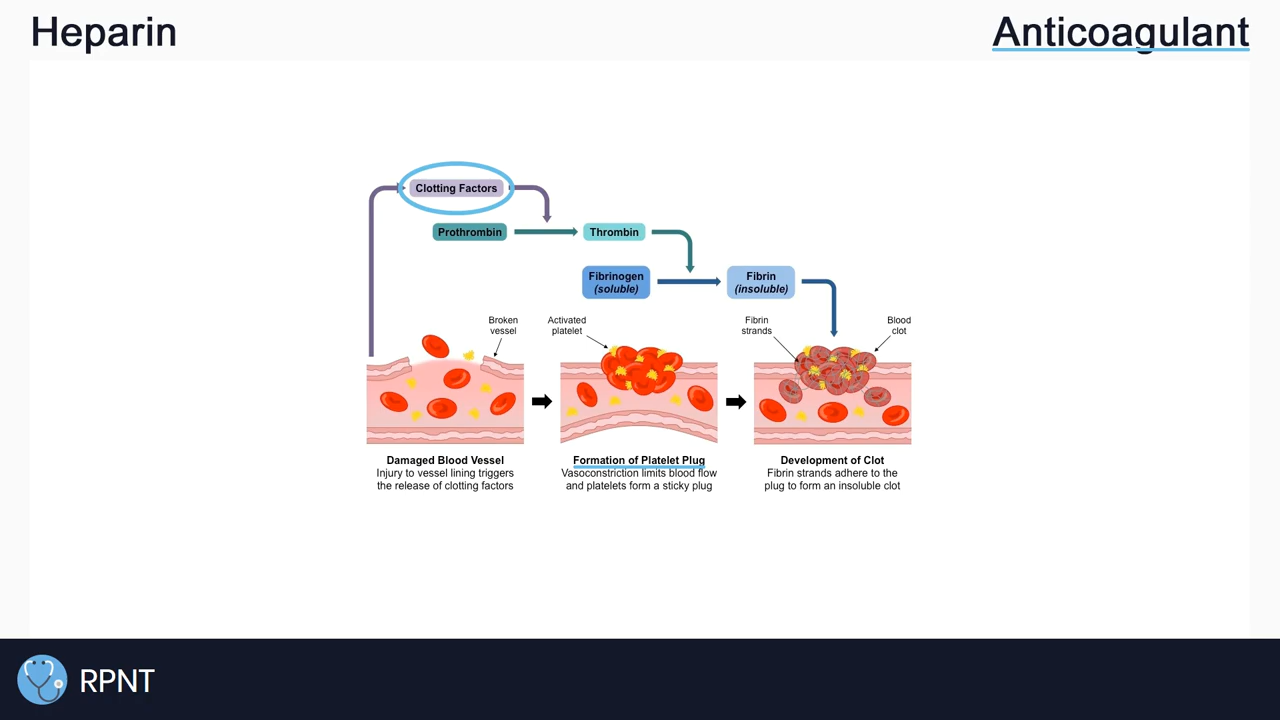 Heparin
Anticoagulant
Clotting Factors
Prothrombin
Thrombin
Fibrinogen
(soluble)
Fibrin
(insoluble)
Broken
vessel
Activated
platelet
Fibrin
strands
Blood
clot
Damaged Blood Vessel
Injury to vessel lining triggers
the release of clotting factors
Formation of Platelet Plug
Vasoconstriction limits blood flow
and platelets form a sticky plug
Development of Clot
Fibrin strands adhere to the
plug to form an insoluble clot
RPNT